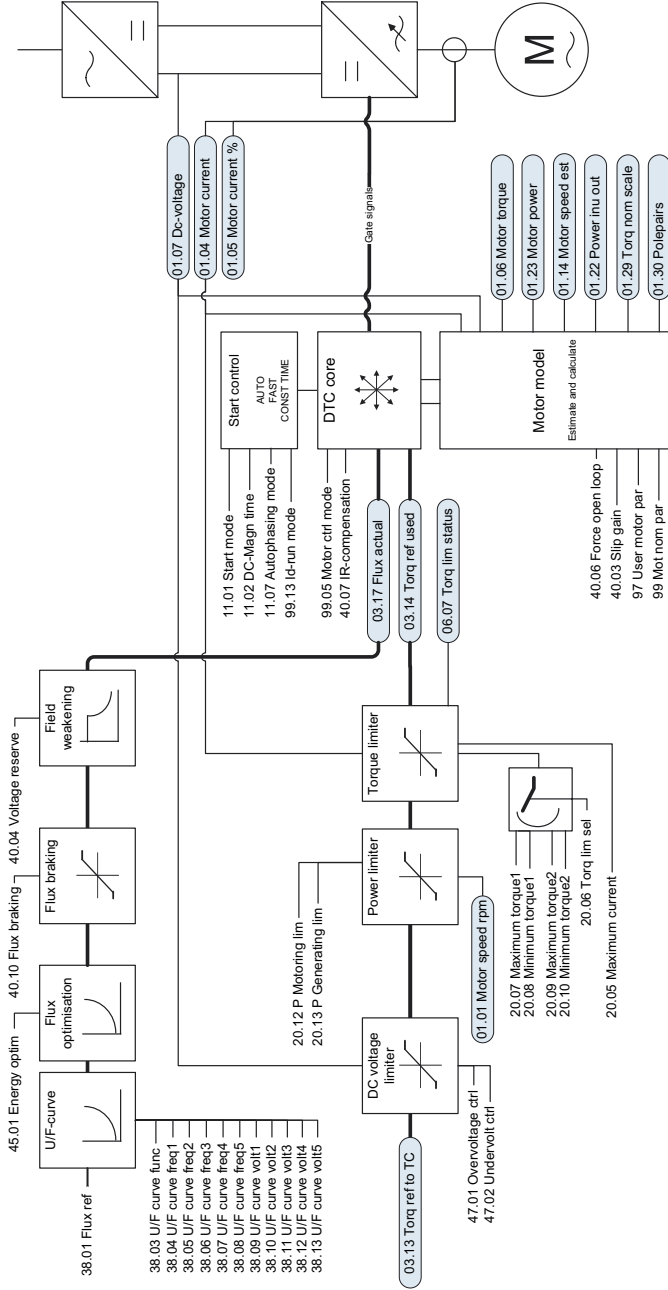 38.01 Flux ref
U/F-curve
38.03 U/F curve func
38.04 U/F curve freq1
38.05 U/F curve freq2
38.06 U/F curve freq3
38.07 U/F curve freq4
38.08 U/F curve freq5
38.09 U/F curve volt1
38.10 U/F curve volt2
38.11 U/F curve volt3
38.12 U/F curve volt4
38.13 U/F curve volt5
45.01 Energy optim
Flux
optimisation
40.10 Flux braking
Flux braking
40.04 Voltage reserve
Field
weakening
03.13 Torq ref to TC
DC voltage
limiter
47.01 Overvoltage ctrl
47.02 Undervolt ctrl
20.12 P Motoring lim
20.13 P Generating lim
Power limiter
01.01 Motor speed rpm
Torque limiter
20.07 Maximum torque1
20.08 Minimum torque1
20.09 Maximum torque2
20.10 Minimum torque2
20.06 Torq lim sel
20.05 Maximum current
11.01 Start mode
11.02 DC-Magn time
11.07 Autophasing mode
99.13 Id-run mode
Start control
AUTO
FAST
CONST TIME
99.05 Motor ctrl mode
40.07 IR-compensation
03.17 Flux actual
03.14 Torq ref used
06.07 Torq lim status
DTC core
Gate signals
40.06 Force open loop
40.03 Slip gain
97 User motor par
99 Mot nom par
Motor model
Estimate and calculate
01.07 Dc-voltage
01.04 Motor current
01.05 Motor current %
01.06 Motor torque
01.23 Motor power
01.14 Motor speed est
01.22 Power inu out
01.29 Torq nom scale
01.30 Polepairs
M